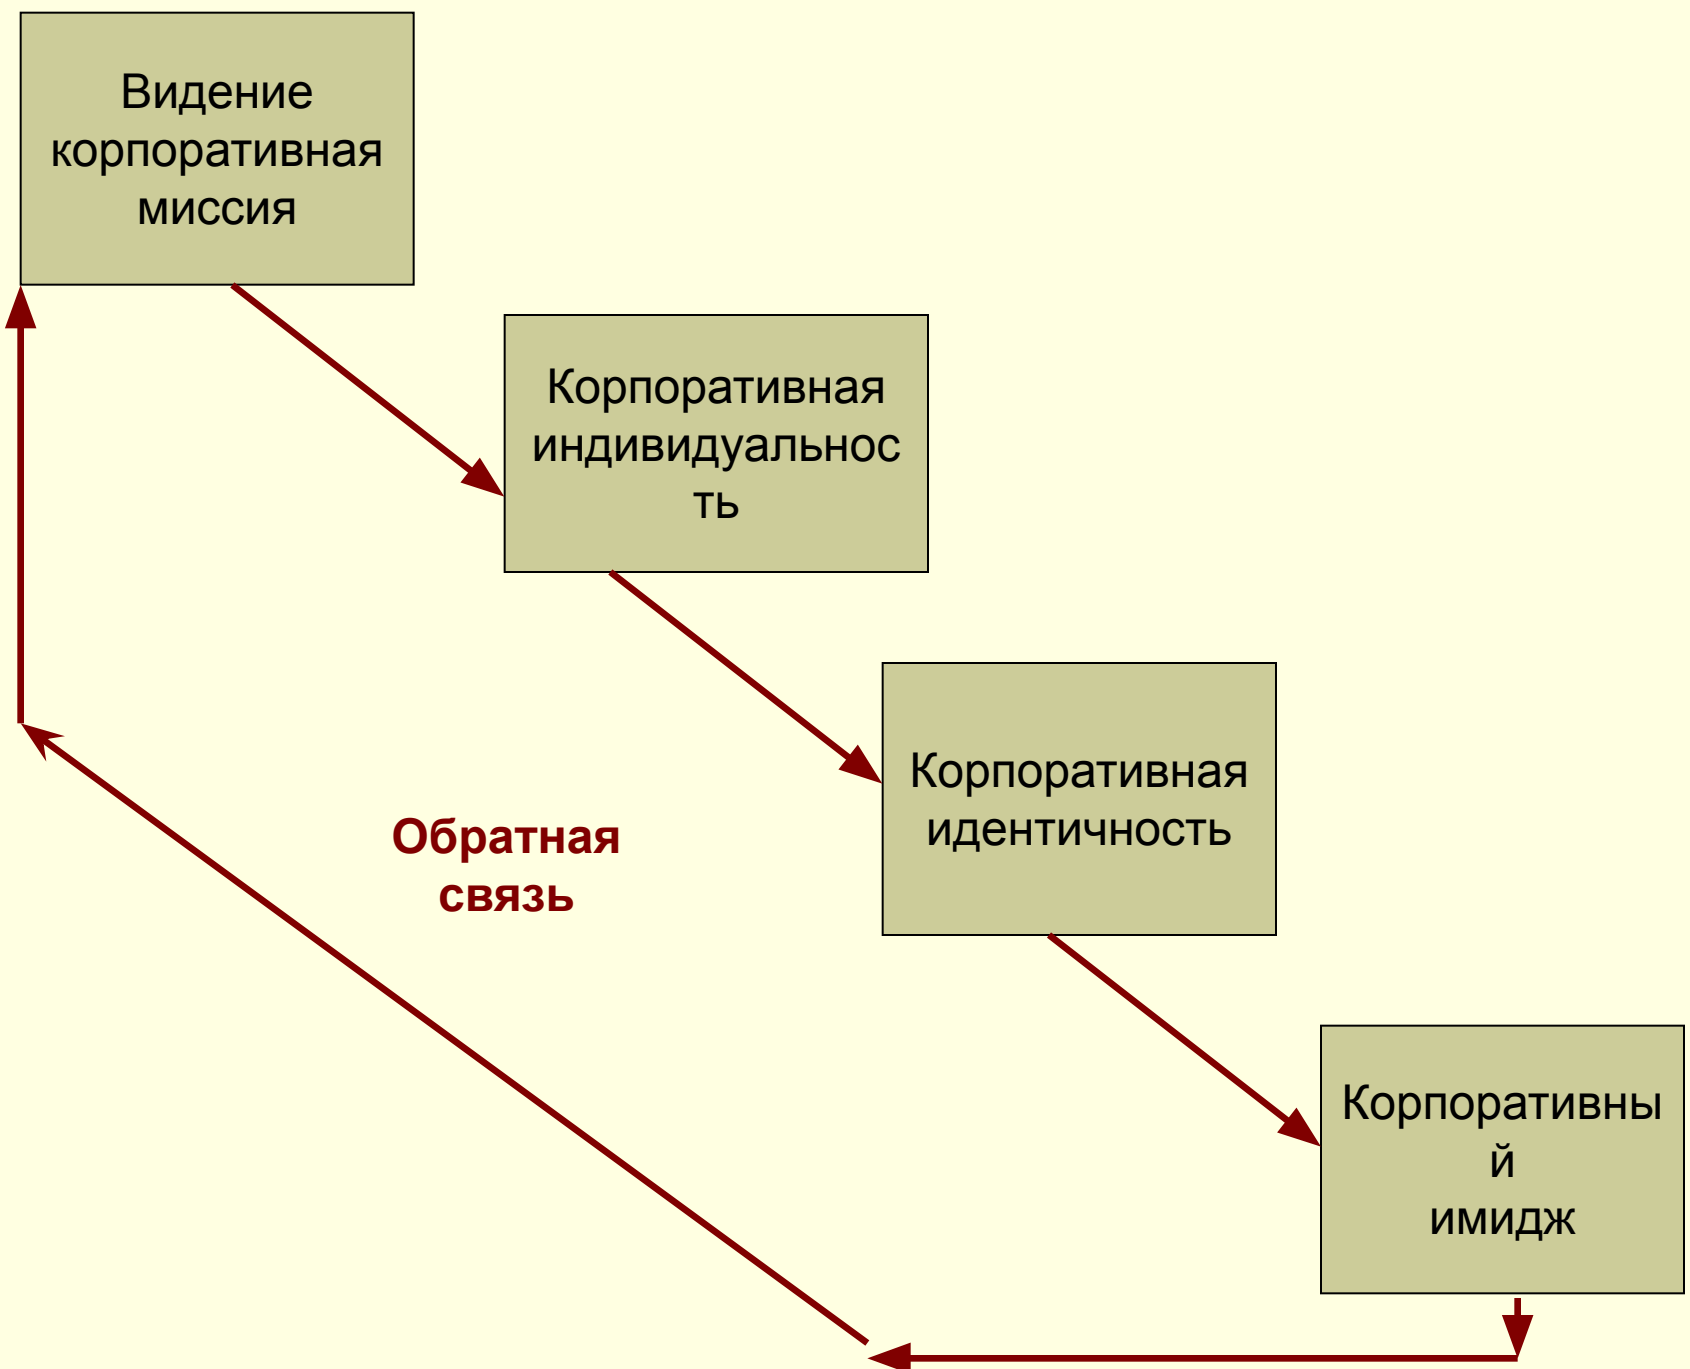 Видение
корпоративная
миссия
Корпоративная
индивидуальнос
ть
Корпоративная
идентичность
Обратная
связь
Корпоративны
й
имидж